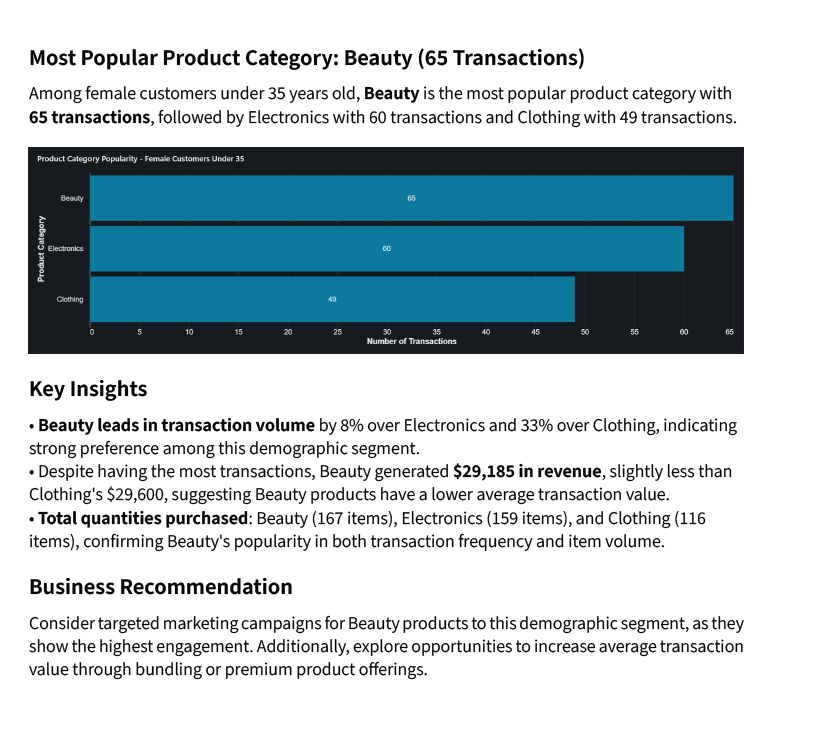 Most Popular Product Category: Beauty (65 Transactions)
Among female customers under 35 years old, Beauty is the most popular product category with
65 transactions, followed by Electronics with 60 transactions and Clothing with 49 transactions.
Product Category Popularity - Female Customers Under 35
Product Category
Beauty
65
Electronics
60
Clothing
49
0 5 10 15 20 25 30 35 40 45 50 55 60 65
Number of Transactions
Key Insights
• Beauty leads in transaction volume by 8% over Electronics and 33% over Clothing, indicating
strong preference among this demographic segment.
• Despite having the most transactions, Beauty generated $29,185 in revenue, slightly less than
Clothing's $29,600, suggesting Beauty products have a lower average transaction value.
• Total quantities purchased: Beauty (167 items), Electronics (159 items), and Clothing (116
items), confirming Beauty's popularity in both transaction frequency and item volume.
Business Recommendation
Consider targeted marketing campaigns for Beauty products to this demographic segment, as they
show the highest engagement. Additionally, explore opportunities to increase average transaction
value through bundling or premium product offerings.